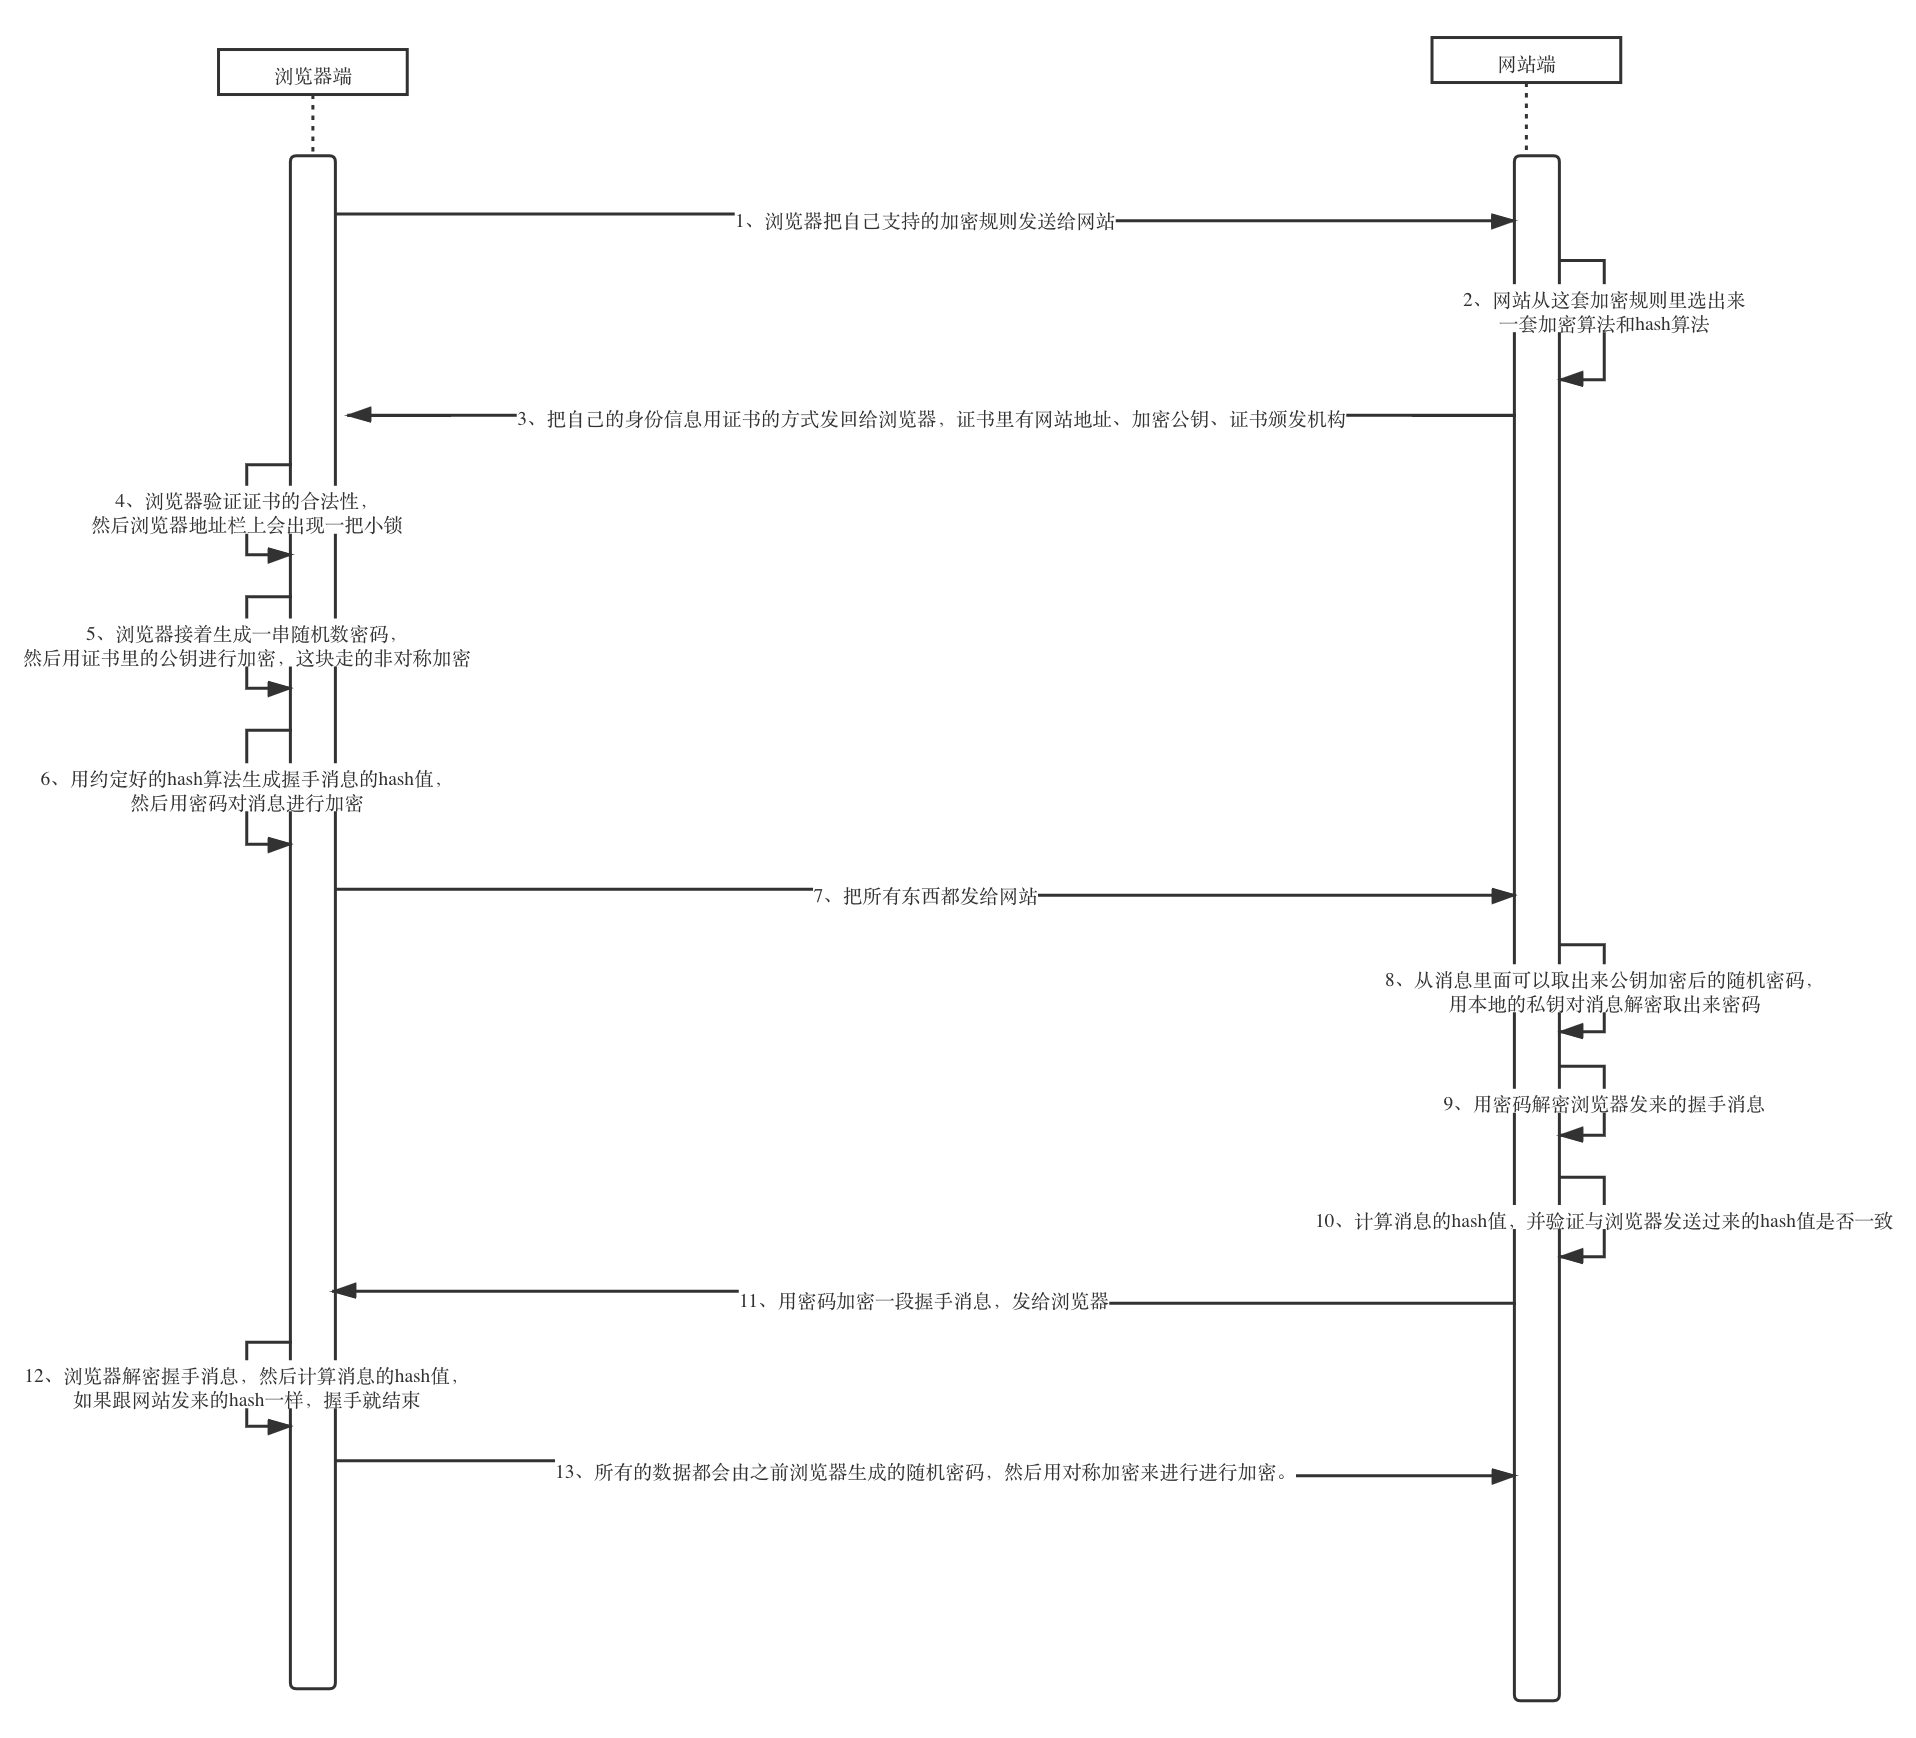 浏览器端
网站端
1、浏览器把自己支持的加密规则发送给网站
2、网站从这套加密规则里选出来
一套加密算法和hash算法
3、把自己的身份信息用证书的方式发回给浏览器，证书里有网站地址、加密公钥、证书颁发机构
4、浏览器验证证书的合法性，
然后浏览器地址栏上会出现一把小锁
5、浏览器接着生成一串随机数密码，
然后用证书里的公钥进行加密，这块走的非对称加密
6、用约定好的hash算法生成握手消息的hash值，
然后用密码对消息进行加密
7、把所有东西都发给网站
8、从消息里面可以取出来公钥加密后的随机密码，
用本地的私钥对消息解密取出来密码
9、用密码解密浏览器发来的握手消息
10、计算消息的hash值，并验证与浏览器发送过来的hash值是否一致
11、用密码加密一段握手消息，发给浏览器
12、浏览器解密握手消息，然后计算消息的hash值，
如果跟网站发来的hash一样，握手就结束
13、所有的数据都会由之前浏览器生成的随机密码，然后用对称加密来进行进行加密。